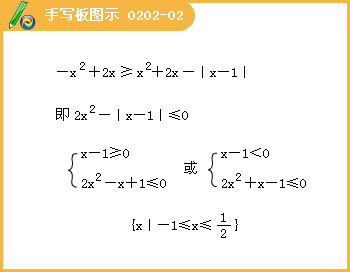 手写板图示 0202-02
－x²＋2x≥x²＋2x－|x－1|
即 2x²－|x－1|≤0
{ x－1≥0 或 { x－1<0
2x²－x＋1≤0 2x²＋x－1≤0
{x|－1≤x≤1/2}